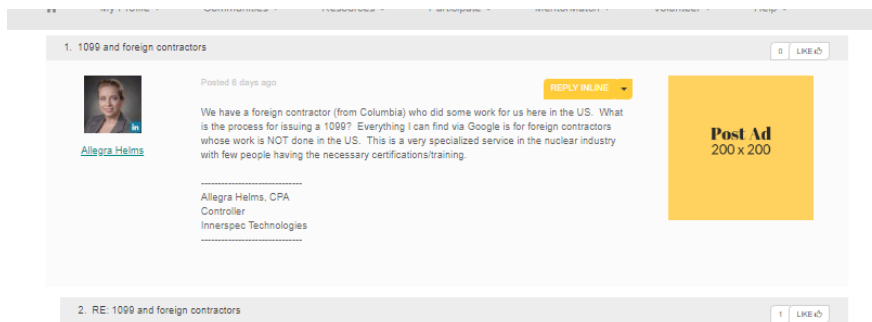 My Profile
Communities
Resources
Participate
MentorMatch
Volunteer
Help
1. 1099 and foreign contractors
0 LIKE
Posted 6 days ago
REPLY INLINE
We have a foreign contractor (from Columbia) who did some work for us here in the US. What
is the process for issuing a 1099? Everything I can find via Google is for foreign contractors
whose work is NOT done in the US. This is a very specialized service in the nuclear industry
with few people having the necessary certifications/training.
in
Allegra Helms
------------------------------
Allegra Helms, CPA
Controller
Innerspec Technologies
------------------------------
Post Ad
200 x 200
2. RE: 1099 and foreign contractors
1 LIKE